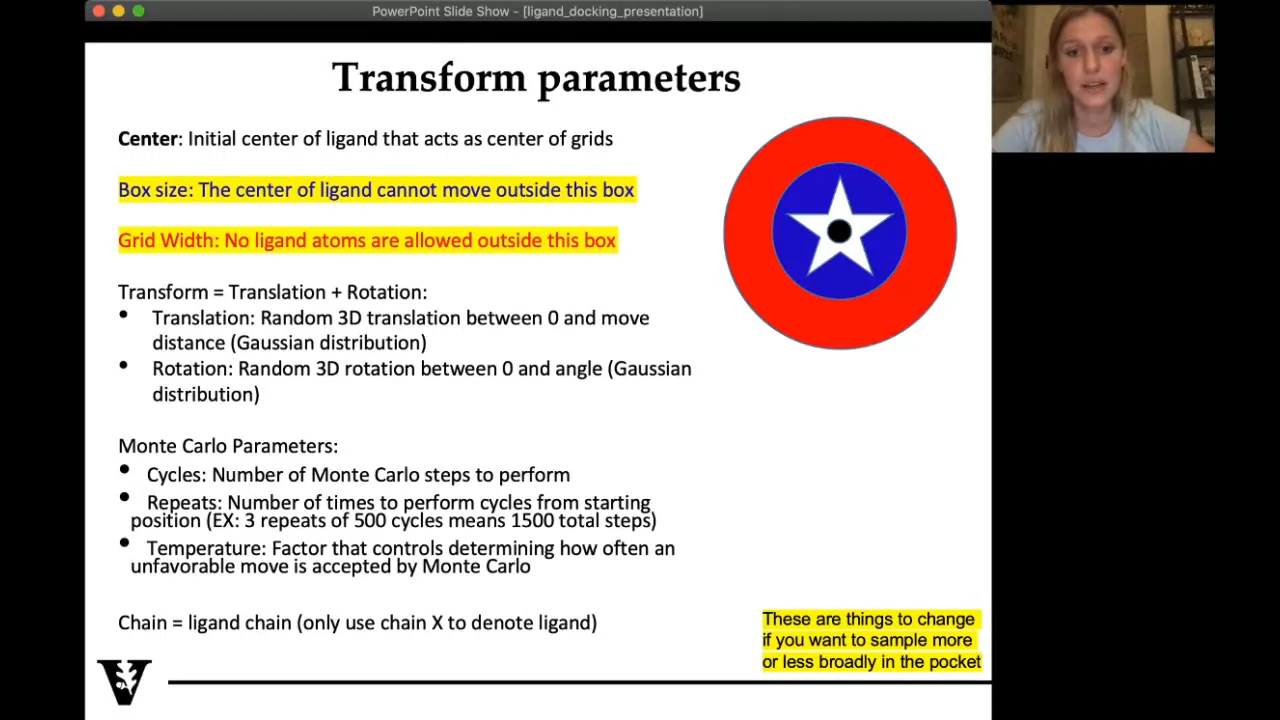 PowerPoint Slide Show - [ligand_docking_presentation]
Transform parameters
Center: Initial center of ligand that acts as center of grids
Box size: The center of ligand cannot move outside this box
Grid Width: No ligand atoms are allowed outside this box
Transform = Translation + Rotation:
• Translation: Random 3D translation between 0 and move
distance (Gaussian distribution)
• Rotation: Random 3D rotation between 0 and angle (Gaussian
distribution)
Monte Carlo Parameters:
• Cycles: Number of Monte Carlo steps to perform
• Repeats: Number of times to perform cycles from starting
position (EX: 3 repeats of 500 cycles means 1500 total steps)
• Temperature: Factor that controls determining how often an
unfavorable move is accepted by Monte Carlo
Chain = ligand chain (only use chain X to denote ligand)
These are things to change
if you want to sample more
or less broadly in the pocket
V